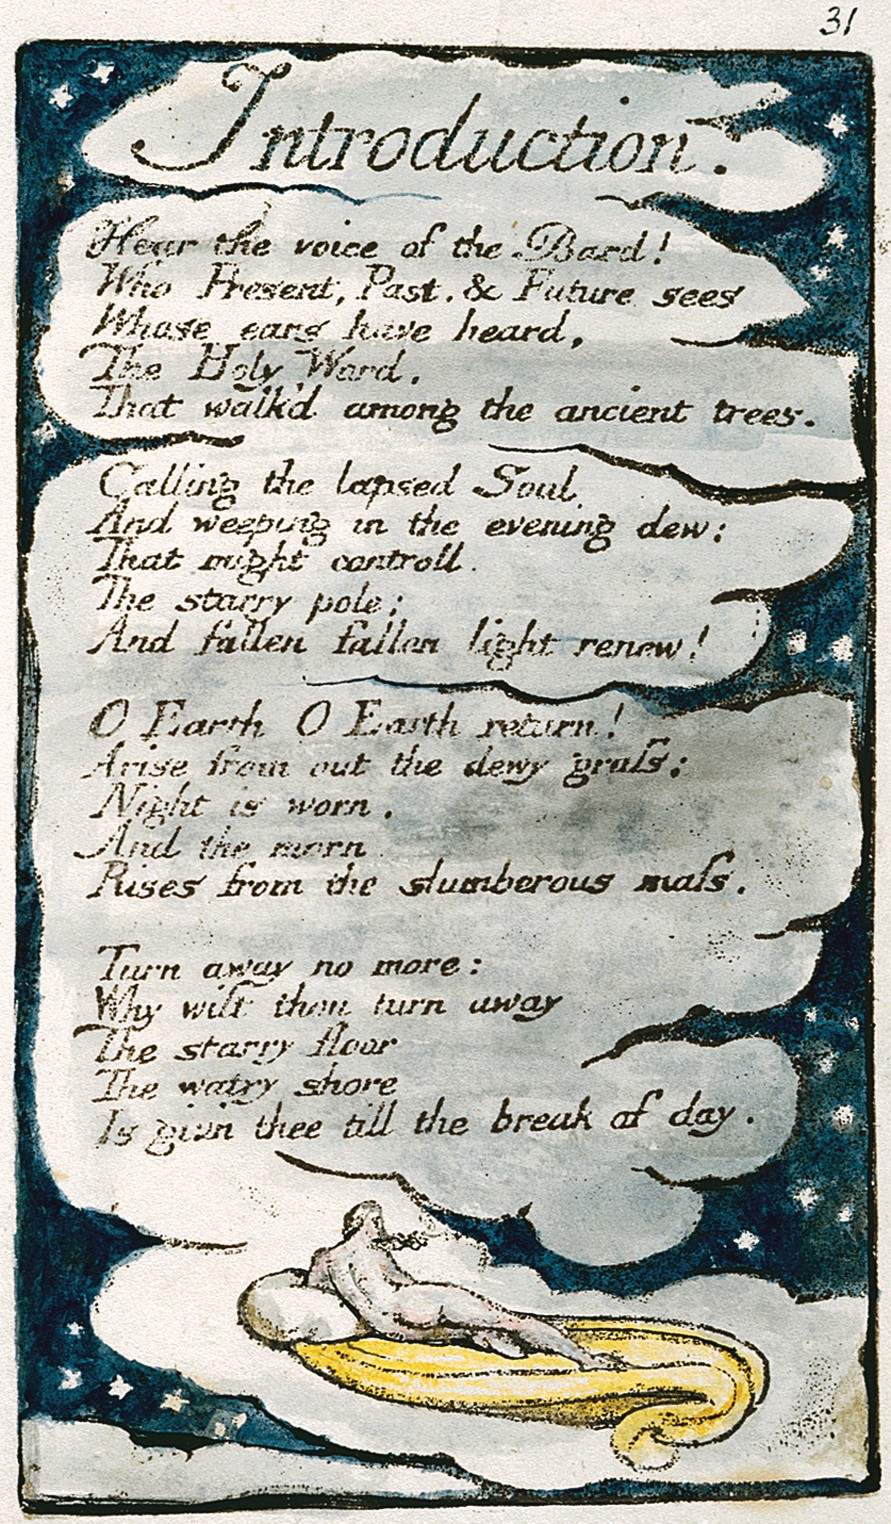 31
Introduction.
Hear the voice of the Bard!
Who Present, Past, & Future sees
Whose ears have heard,
The Holy Word,
That walk'd among the ancient trees.
Calling the lapsed Soul
And weeping in the evening dew:
That might controll
The starry pole;
And fallen fallen light renew!
O Earth O Earth return!
Arise from out the dewy graſs;
Night is worn,
And the morn
Rises from the slumberous maſs.
Turn away no more:
Why wilt thou turn away
The starry floor
The watry shore
Is giv'n thee till the break of day.